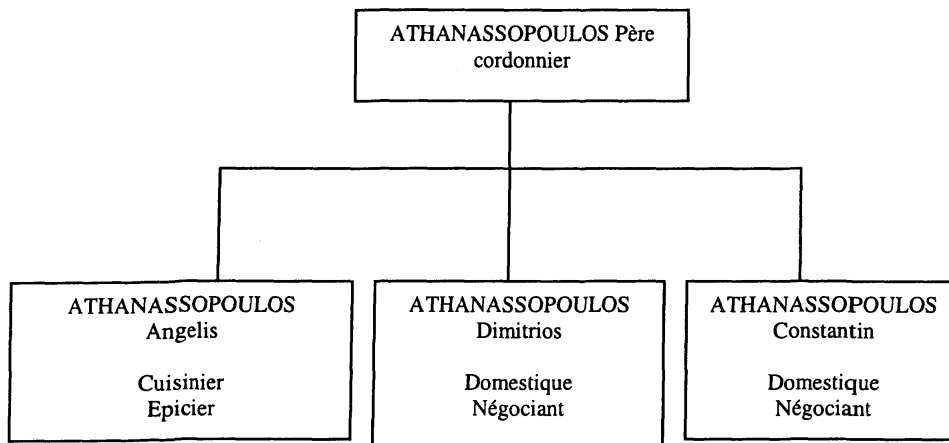 ATHANASSOPOULOS Père
cordonnier
ATHANASSOPOULOS
Angelis
Cuisinier
Epicier
ATHANASSOPOULOS
Dimitrios
Domestique
Négociant
ATHANASSOPOULOS
Constantin
Domestique
Négociant